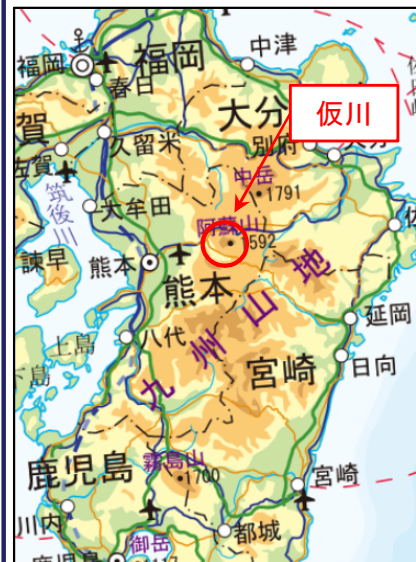 福岡
福岡
中津
春日
大分
仮川
賀
久留米
別府
佐賀
中岳
1791
筑後川
大牟田
阿蘇山
592
諫早
熊本
熊本
九州山地
延岡
八代
宮崎
日向
鹿児島
霧島山
1700
宮崎
川内
御岳
都城